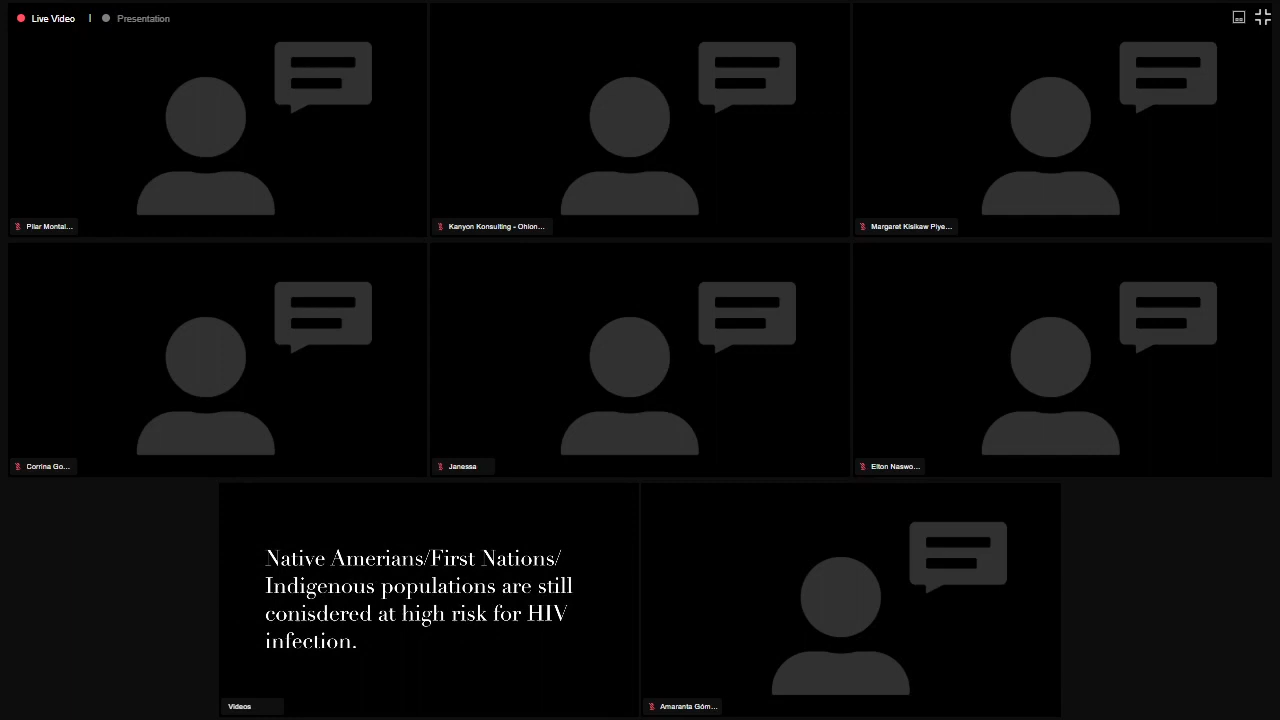 Live Video | Presentation
Pilar Montal...
Kanyon Konsulting - Ohlon...
Margaret Kisikaw Piye...
Corrina Go...
Janessa
Elton Naswo...
Native Amerians/First Nations/
Indigenous populations are still
conisdered at high risk for HIV
infection.
Videos
Amaranta Góm...